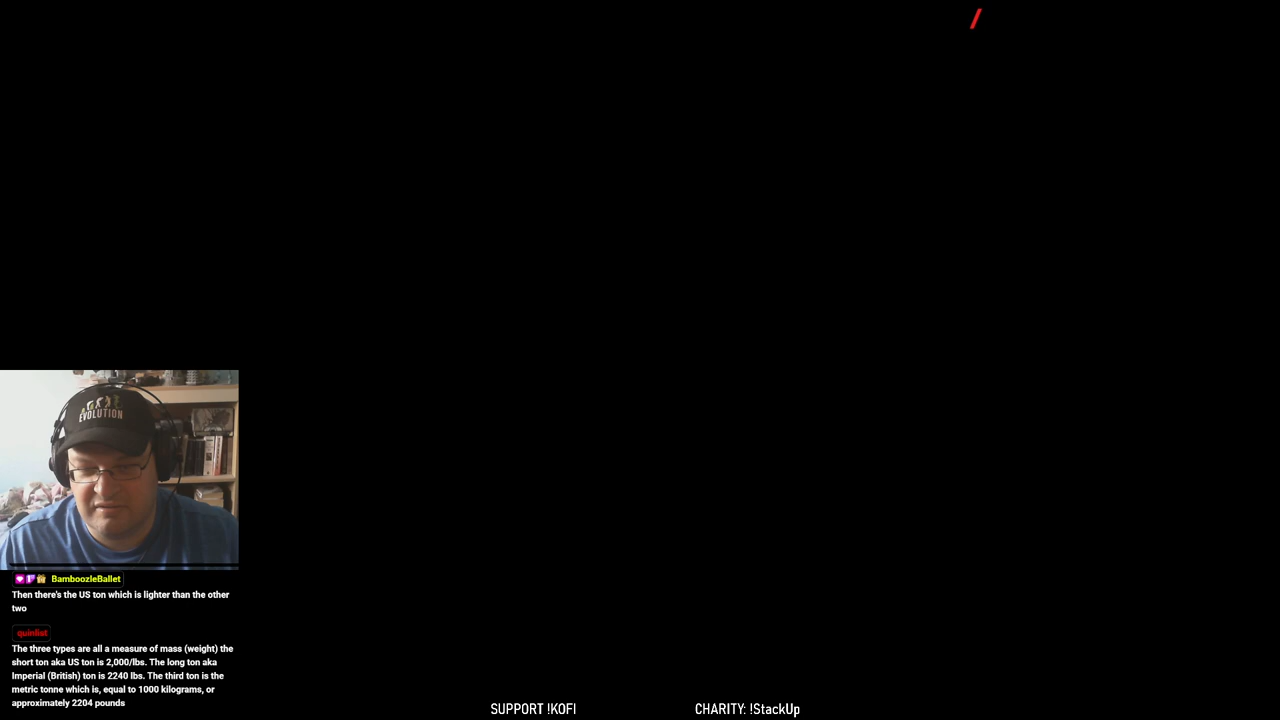 /
EVOLUTION
BamboozleBallet
Then there's the US ton which is lighter than the other
two
quinlist
The three types are all a measure of mass (weight) the
short ton aka US ton is 2,000/lbs. The long ton aka
Imperial (British) ton is 2240 lbs. The third ton is the
metric tonne which is, equal to 1000 kilograms, or
approximately 2204 pounds
SUPPORT !KOFI
CHARITY: !StackUp